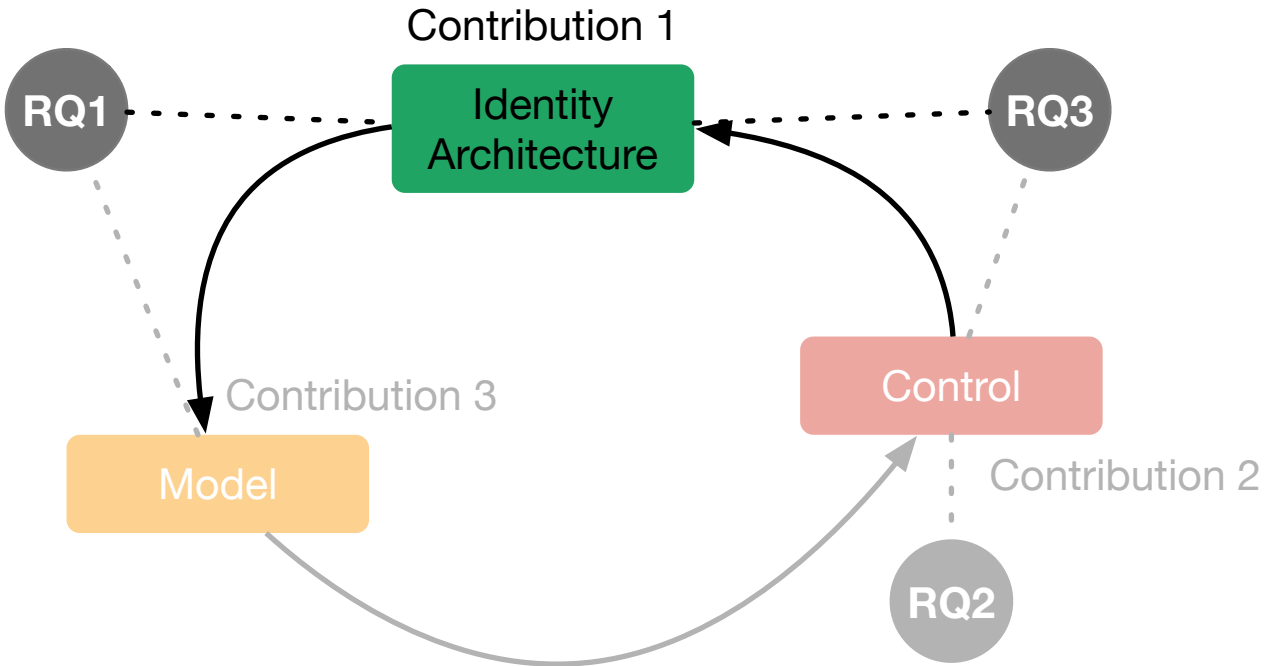 Contribution 1
RQ1
Identity
Architecture
RQ3
Contribution 3
Control
Model
Contribution 2
RQ2